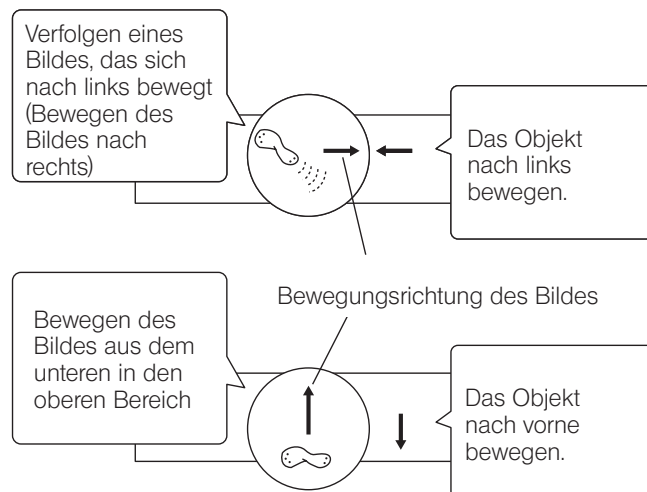 Verfolgen eines
Bildes, das sich
nach links bewegt
(Bewegen des
Bildes nach
rechts)
Das Objekt
nach links
bewegen.
Bewegungsrichtung des Bildes
Bewegen des
Bildes aus dem
unteren in den
oberen Bereich
Das Objekt
nach vorne
bewegen.